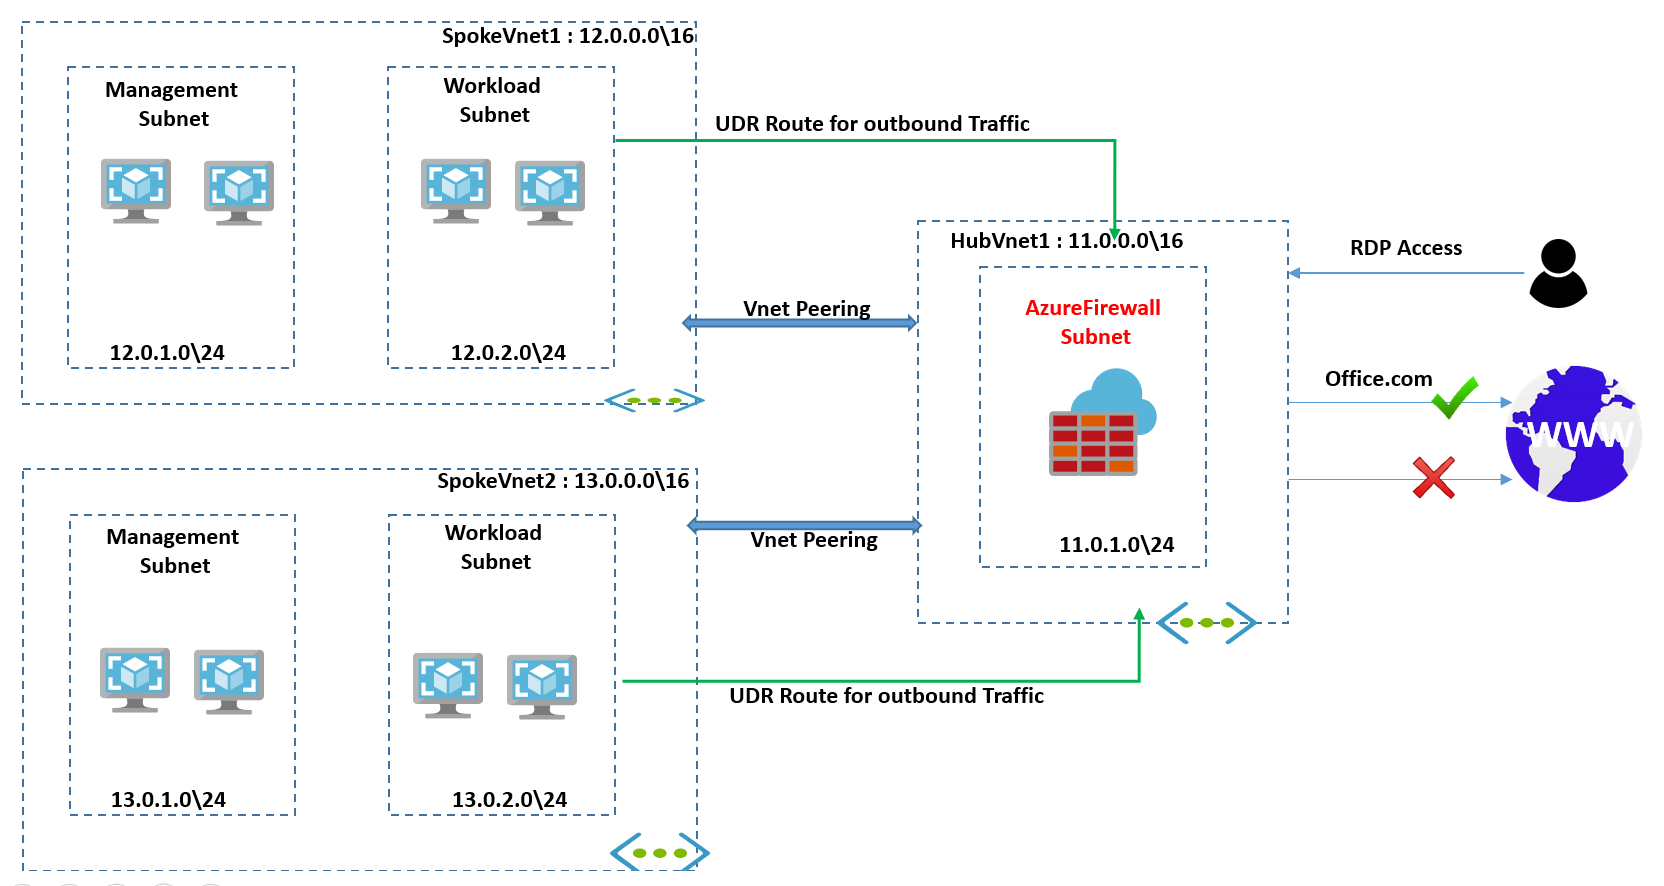 SpokeVnet1 : 12.0.0.0\16
Management
Subnet
Workload
Subnet
12.0.1.0\24
12.0.2.0\24
UDR Route for outbound Traffic
Vnet Peering
HubVnet1 : 11.0.0.0\16
AzureFirewall
Subnet
11.0.1.0\24
RDP Access
Office.com
WWW
SpokeVnet2 : 13.0.0.0\16
Management
Subnet
Workload
Subnet
13.0.1.0\24
13.0.2.0\24
Vnet Peering
UDR Route for outbound Traffic